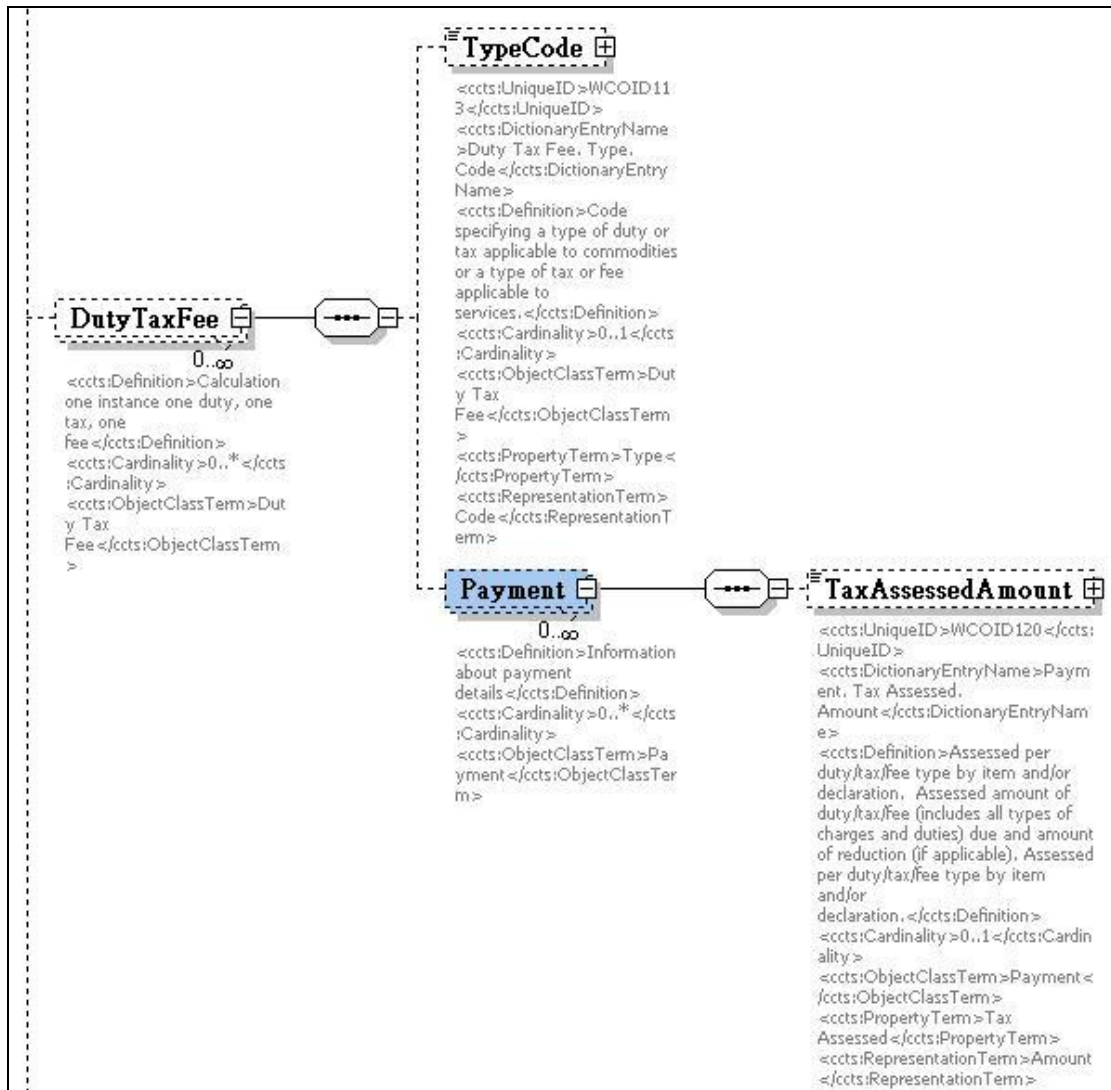 TypeCode
<ccts:UniqueID>WCOID11
3</ccts:UniqueID>
<ccts:DictionaryEntryName
>Duty Tax Fee. Type.
Code</ccts:DictionaryEntry
Name>
<ccts:Definition>Code
specifying a type of duty or
tax applicable to commodities
or a type of tax or fee
applicable to
services.</ccts:Definition>
<ccts:Cardinality>0..1</ccts
:Cardinality>
<ccts:ObjectClassTerm>Dut
y Tax
Fee</ccts:ObjectClassTerm
>
<ccts:PropertyTerm>Type<
/ccts:PropertyTerm>
<ccts:RepresentationTerm>
Code</ccts:RepresentationT
erm>
DutyTaxFee
0..∞
<ccts:Definition>Calculation
one instance one duty, one
tax, one
fee</ccts:Definition>
<ccts:Cardinality>0..*</ccts
:Cardinality>
<ccts:ObjectClassTerm>Dut
y Tax
Fee</ccts:ObjectClassTerm
>
Payment
0..∞
<ccts:Definition>Information
about payment
details</ccts:Definition>
<ccts:Cardinality>0..*</ccts
:Cardinality>
<ccts:ObjectClassTerm>Pa
yment</ccts:ObjectClassTer
m>
TaxAssessedAmount
<ccts:UniqueID>WCOID120</ccts:
UniqueID>
<ccts:DictionaryEntryName>Paym
ent. Tax Assessed.
Amount</ccts:DictionaryEntryNam
e>
<ccts:Definition>Assessed per
duty/tax/fee type by item and/or
declaration.  Assessed amount of
duty/tax/fee (includes all types of
charges and duties) due and amount
of reduction (if applicable). Assessed
per duty/tax/fee type by item
and/or
declaration.</ccts:Definition>
<ccts:Cardinality>0..1</ccts:Cardin
ality>
<ccts:ObjectClassTerm>Payment<
/ccts:ObjectClassTerm>
<ccts:PropertyTerm>Tax
Assessed</ccts:PropertyTerm>
<ccts:RepresentationTerm>Amount
</ccts:RepresentationTerm>